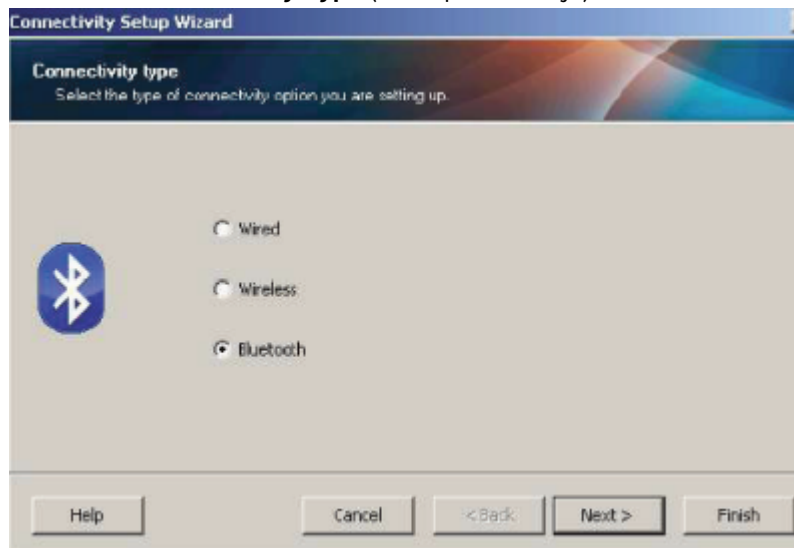 Connectivity Setup Wizard
Connectivity type
Select the type of connectivity option you are setting up.
Wired
Wireless
Bluetooth
Help
Cancel
< Back
Next >
Finish